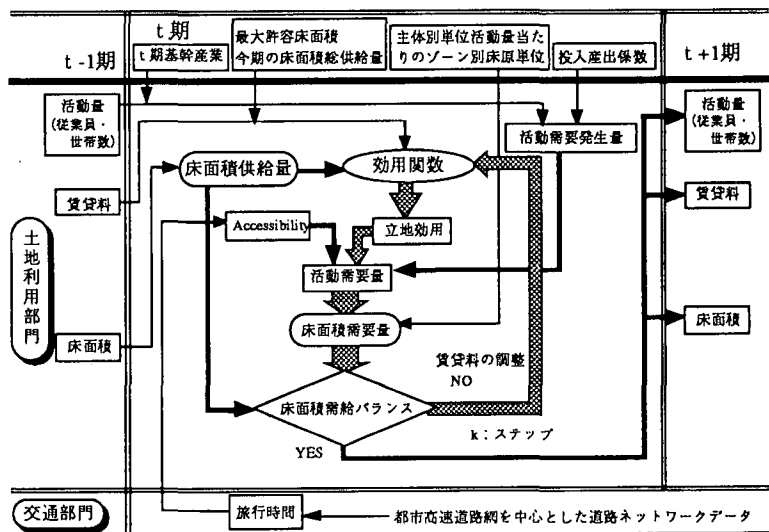 t期
最大許容床面積
今期の床面積総供給量
主体別単位活動量当た
りのゾーン別床原単位
t-1期
t期基幹産業
投入産出係数
t+1期
活動量
(従業員・
世帯数)
活動需要発生量
活動量
(従業員・
世帯数)
床面積供給量
効用関数
賃貸料
賃貸料
Accessibility
立地効用
土地利用部門
活動需要量
床面積需要量
床面積
床面積
賃貸料の調整
NO
床面積需給バランス
k:ステップ
YES
交通部門
旅行時間
都市高速道路網を中心とした道路ネットワークデータ